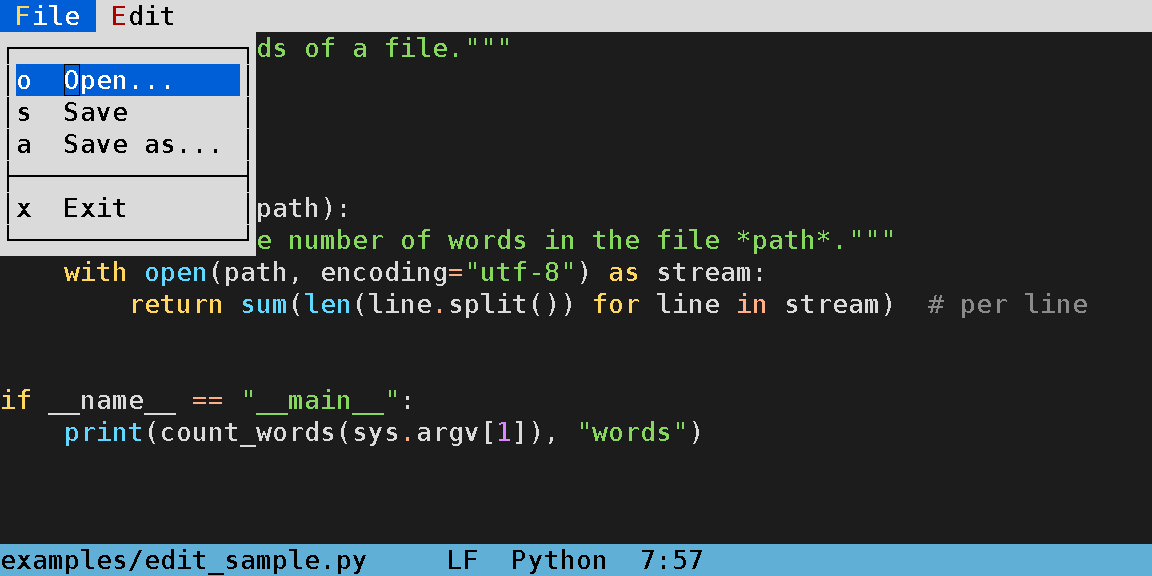 File Edit
ds of a file."""
o Open...
s Save
a Save as...
x Exit path):
e number of words in the file *path*."""
with open(path, encoding="utf-8") as stream:
return sum(len(line.split()) for line in stream) # per line
if __name__ == "__main__":
print(count_words(sys.argv[1]), "words")
examples/edit_sample.py LF Python 7:57